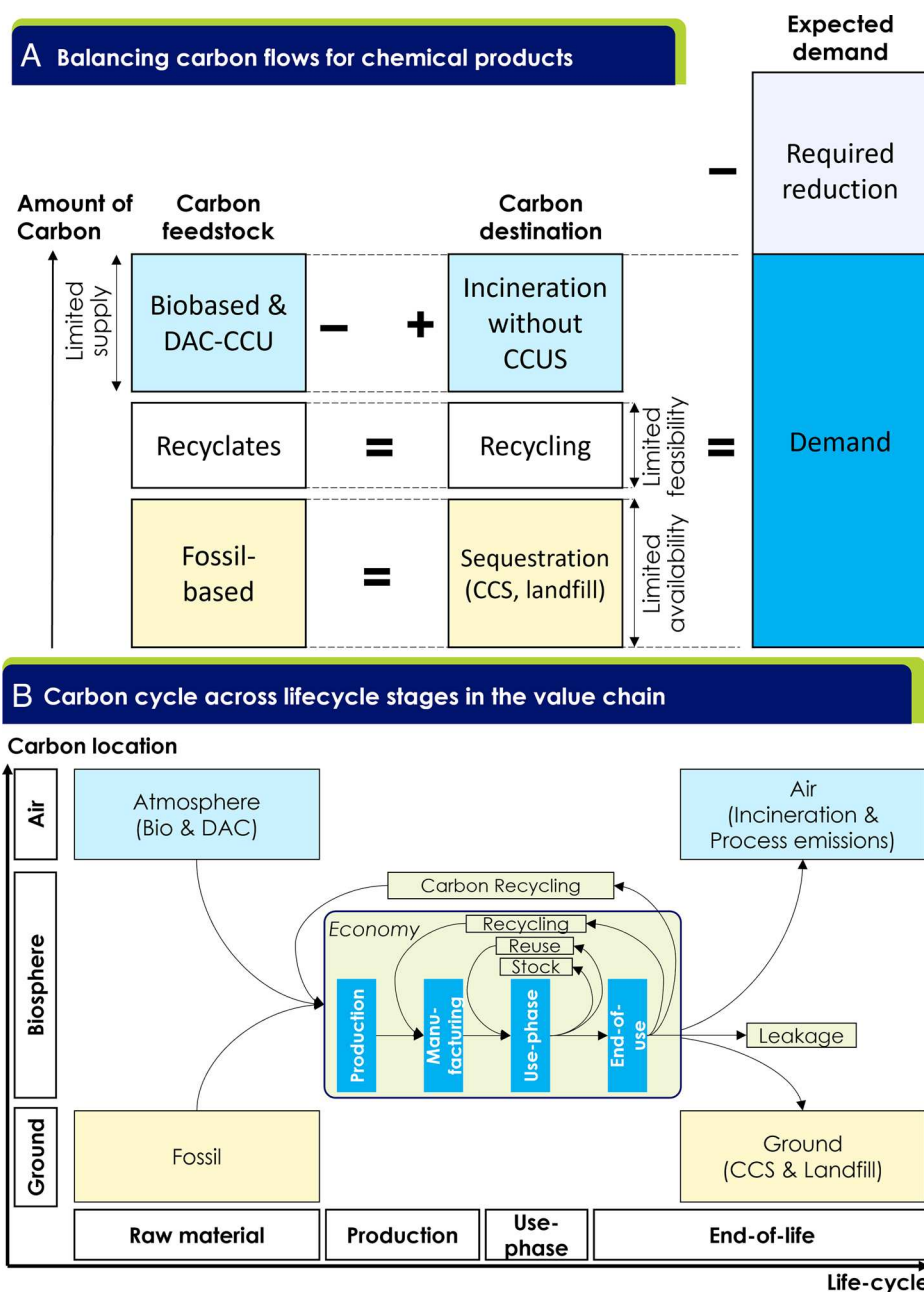 A Balancing carbon flows for chemical products
Expected
demand
Required
reduction
Amount of
Carbon
Carbon
feedstock
Carbon
destination
Limited
supply
Biobased &
DAC-CCU
− +
Incineration
without
CCUS
−
Recyclates
=
Recycling
Limited
feasibility
=
Demand
Fossil-
based
=
Sequestration
(CCS, landfill)
Limited
availability
B Carbon cycle across lifecycle stages in the value chain
Carbon location
Air
Atmosphere
(Bio & DAC)
Air
(Incineration &
Process emissions)
Biosphere
Carbon Recycling
Economy
Recycling
Reuse
Stock
Production
Manu-
facturing
Use-phase
End-of-
use
Leakage
Ground
Fossil
Ground
(CCS & Landfill)
Raw material
Production
Use-
phase
End-of-life
Life-cycle